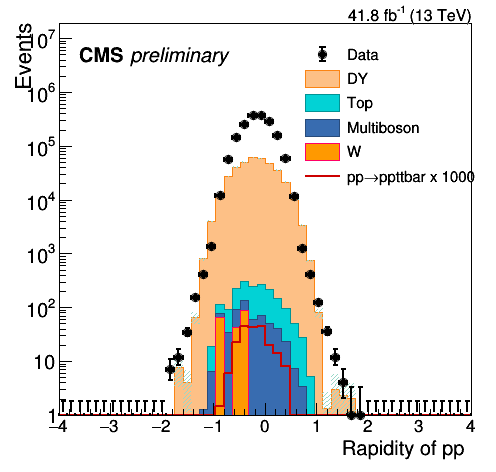 41.8 fb⁻¹ (13 TeV)
Events
CMS preliminary
Data
DY
Top
Multiboson
W
pp→ppttbar x 1000
10⁷
10⁶
10⁵
10⁴
10³
10²
10
1
−4 −3 −2 −1 0 1 2 3 4
Rapidity of pp